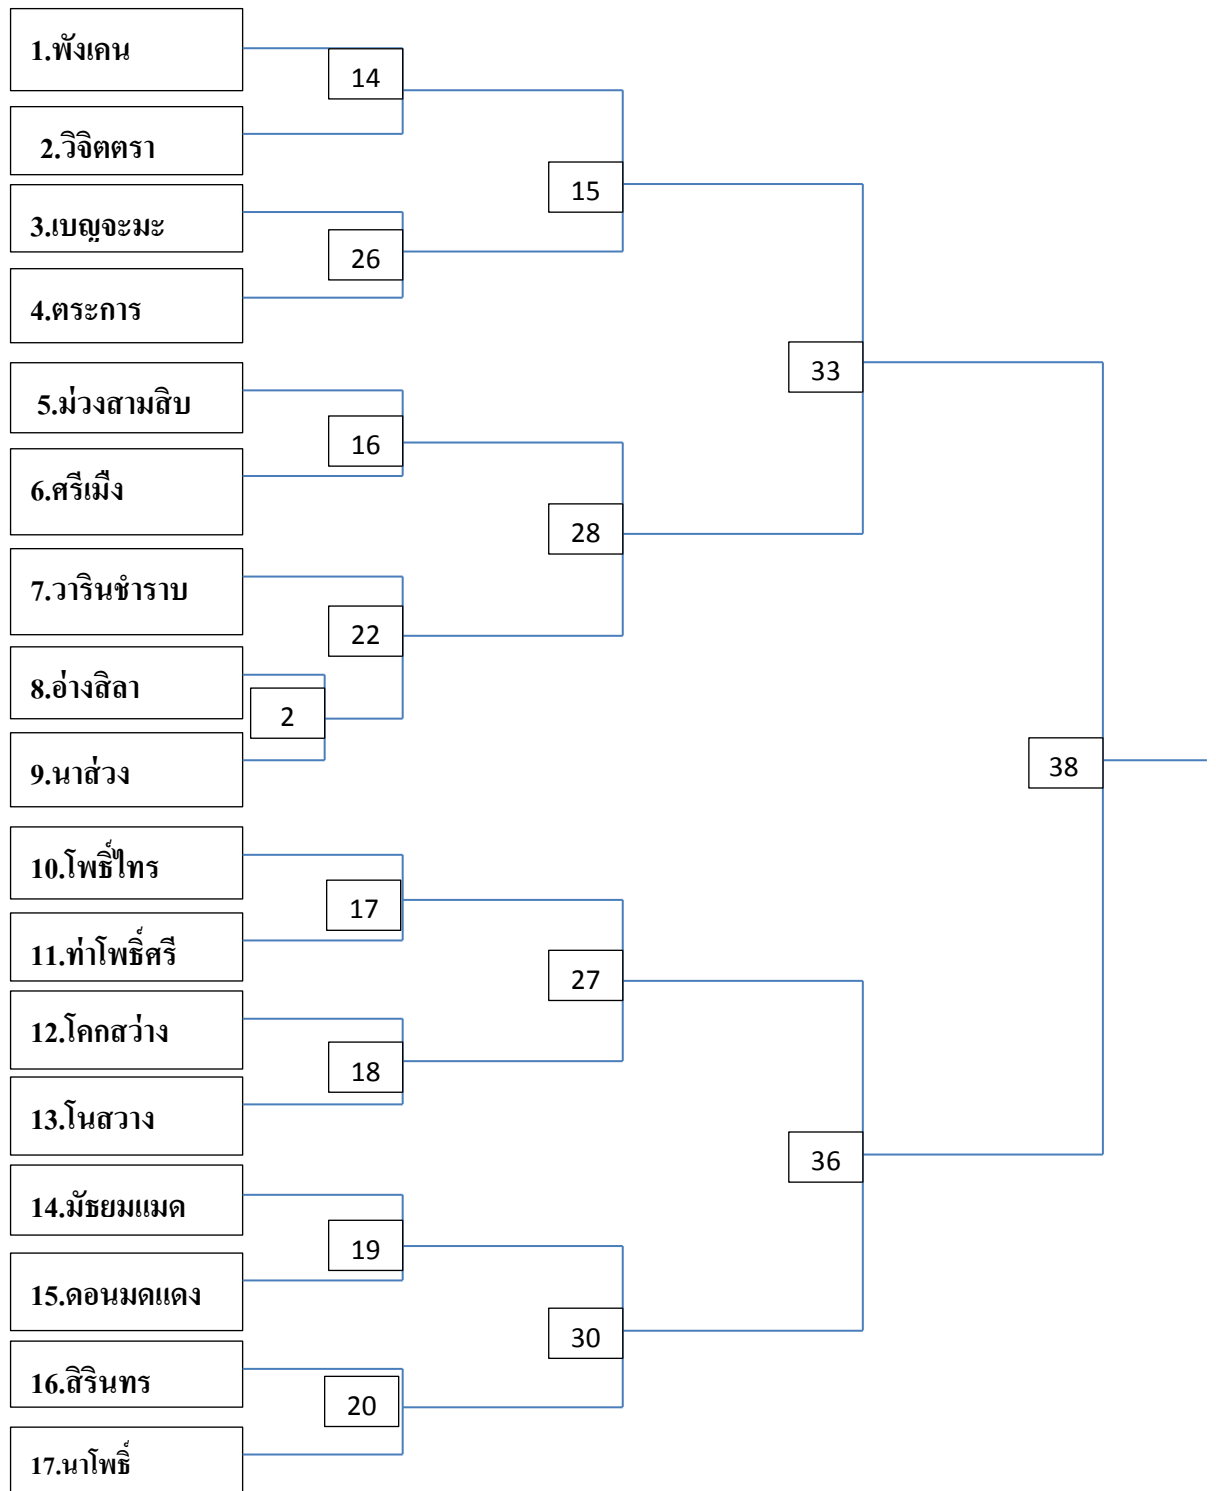 1.พังเคน
14
2.วิจิตตรา
15
3.เบญจะมะ
26
4.ตระการ
33
5.ม่วงสามสิบ
16
6.ศรีเมือง
28
7.วารินชำราบ
22
8.อ่างสิลา
2
9.นาส่วง
38
10.โพธิ์ไทร
17
11.ท่าโพธิ์ศรี
27
12.โคกสว่าง
18
13.โนสวาง
36
14.มัธยมแมด
19
15.ดอนมดแดง
30
16.สิรินทร
20
17.นาโพธิ์